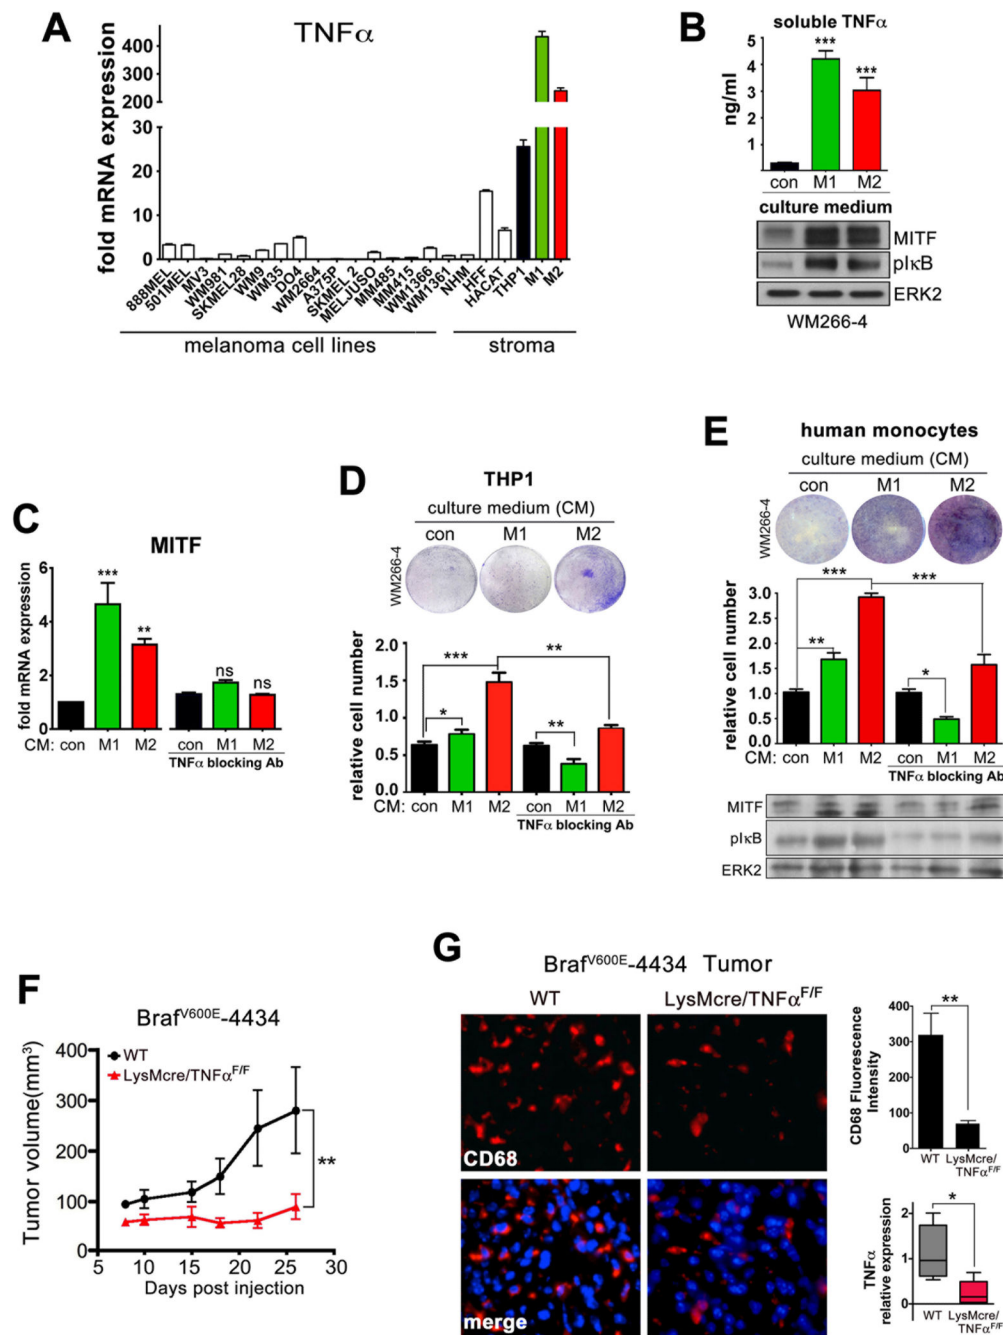 A
TNFα
fold mRNA expression
400
300
200
30
20
10
0
888MEL
501MEL
MV3
WM981
SKMEL28
WM9
WM35
DO4
WM2664
A375P
SKMEL2
MELJUSO
MM485
MM415
WM1366
WM1361
NHM
HFF
HACAT
THP1
M1
M2
melanoma cell lines
stroma
B
soluble TNFα
ng/ml
5
4
3
2
1
***
***
con M1 M2
culture medium
MITF
pIκB
ERK2
WM266-4
C
MITF
fold mRNA expression
6
4
2
0
***
**
ns
ns
CM: con M1 M2 con M1 M2
TNFα blocking Ab
D
THP1
culture medium (CM)
con M1 M2
WM266-4
relative cell number
2.0
1.5
1.0
0.5
0.0
***
**
*
**
CM: con M1 M2 con M1 M2
TNFα blocking Ab
E
human monocytes
culture medium (CM)
con M1 M2
WM266-4
relative cell number
3.0
2.5
1.5
1.0
0.5
0.0
***
***
**
*
CM: con M1 M2 con M1 M2
TNFα blocking Ab
MITF
pIκB
ERK2
F
Braf^V600E-4434
Tumor volume(mm³)
400
300
200
100
0
WT
LysMcre/TNFα^F/F
**
5 10 15 20 25 30
Days post injection
G
Braf^V600E-4434 Tumor
WT LysMcre/TNFα^F/F
CD68
merge
CD68 Fluorescence
Intensity
400
300
200
100
0
**
WT LysMcre/
TNFα^F/F
TNFα
relative expression
2
1
0
*
WT LysMcre/
TNFα^F/F